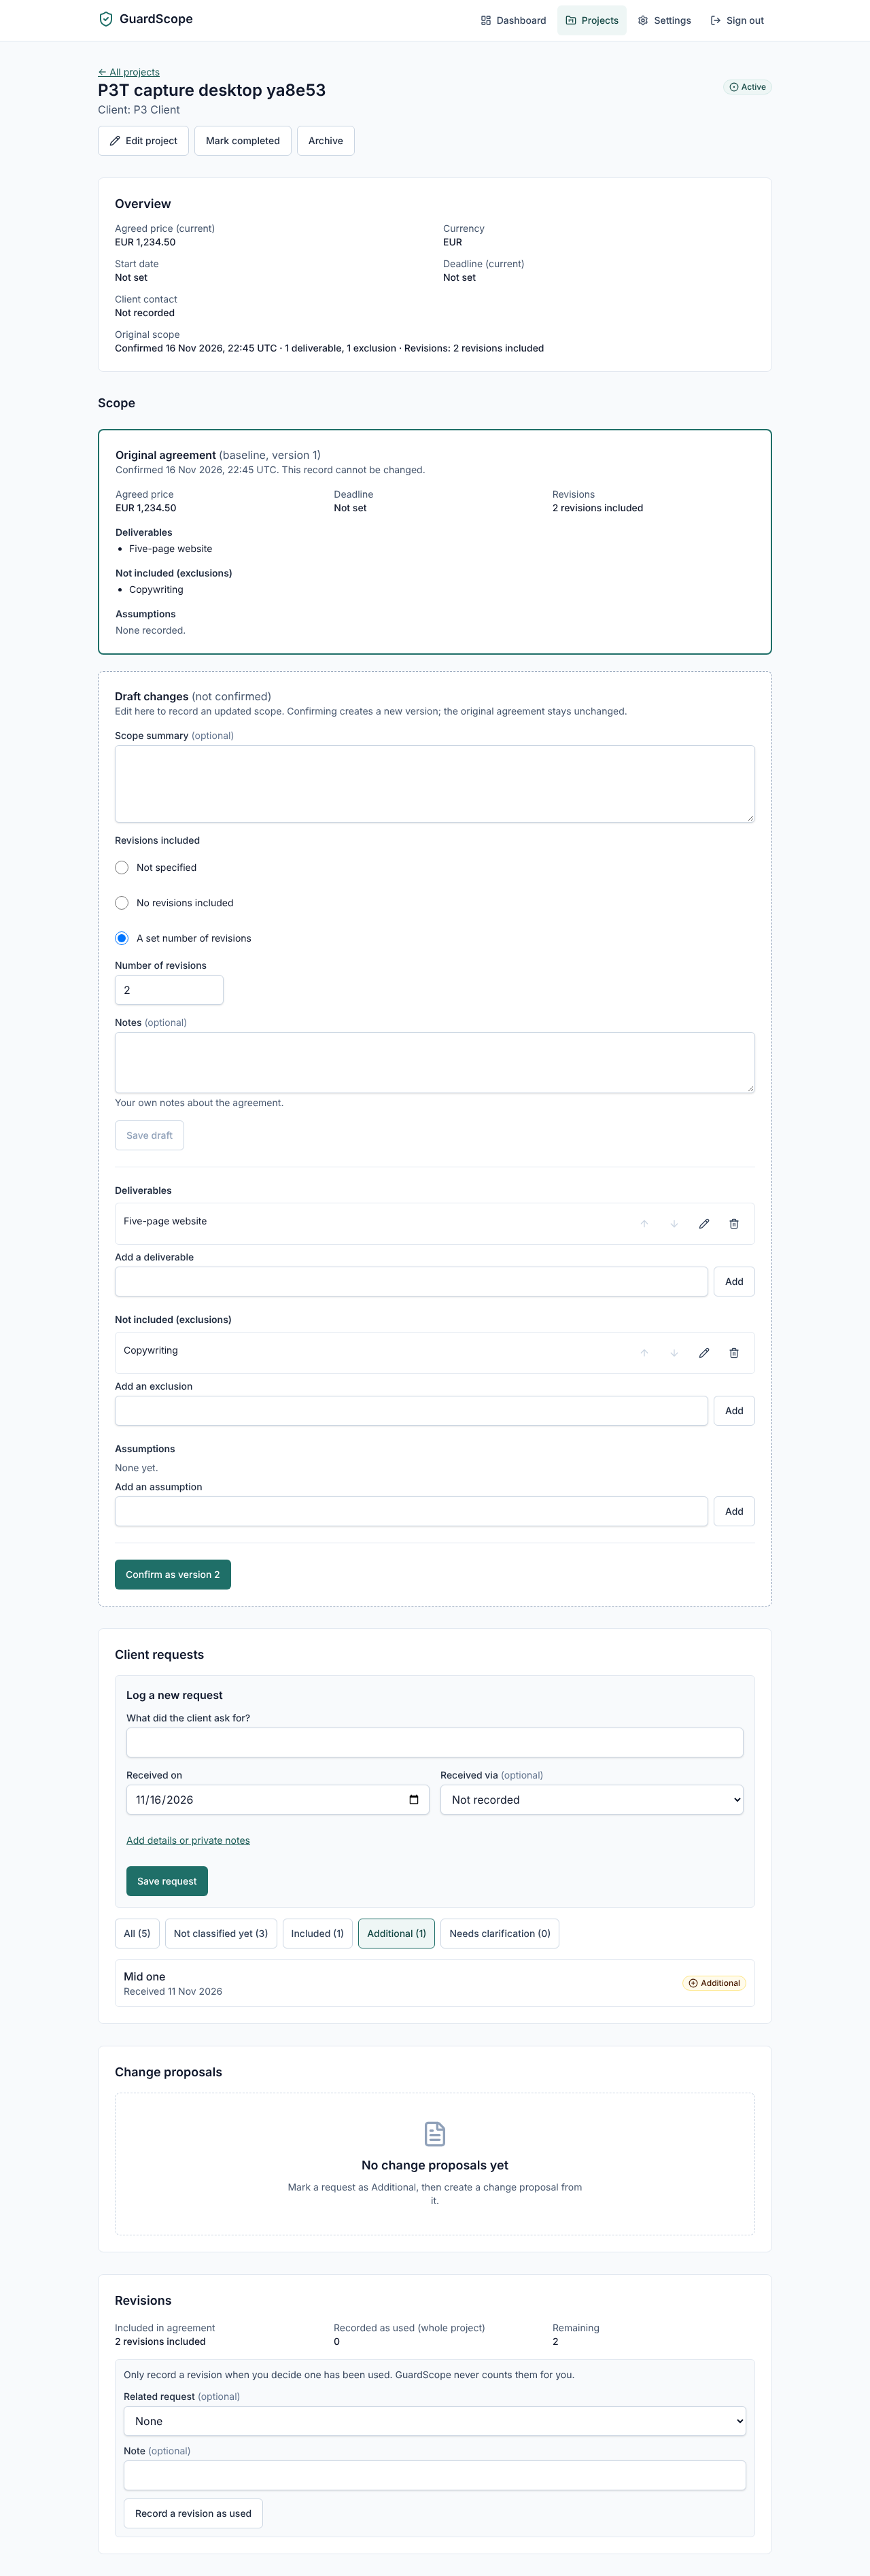 GuardScope
Dashboard
Projects
Settings
Sign out
← All projects
P3T capture desktop ya8e53
Active
Client: P3 Client
Edit project
Mark completed
Archive
Overview
Agreed price (current)
EUR 1,234.50
Currency
EUR
Start date
Not set
Deadline (current)
Not set
Client contact
Not recorded
Original scope
Confirmed 16 Nov 2026, 22:45 UTC · 1 deliverable, 1 exclusion · Revisions: 2 revisions included
Scope
Original agreement (baseline, version 1)
Confirmed 16 Nov 2026, 22:45 UTC. This record cannot be changed.
Agreed price
EUR 1,234.50
Deadline
Not set
Revisions
2 revisions included
Deliverables
• Five-page website
Not included (exclusions)
• Copywriting
Assumptions
None recorded.
Draft changes (not confirmed)
Edit here to record an updated scope. Confirming creates a new version; the original agreement stays unchanged.
Scope summary (optional)
Revisions included
Not specified
No revisions included
A set number of revisions
Number of revisions
2
Notes (optional)
Your own notes about the agreement.
Save draft
Deliverables
Five-page website
Add a deliverable
Add
Not included (exclusions)
Copywriting
Add an exclusion
Add
Assumptions
None yet.
Add an assumption
Add
Confirm as version 2
Client requests
Log a new request
What did the client ask for?
Received on
11/16/2026
Received via (optional)
Not recorded
Add details or private notes
Save request
All (5)
Not classified yet (3)
Included (1)
Additional (1)
Needs clarification (0)
Mid one
Received 11 Nov 2026
Additional
Change proposals
No change proposals yet
Mark a request as Additional, then create a change proposal from
it.
Revisions
Included in agreement
2 revisions included
Recorded as used (whole project)
0
Remaining
2
Only record a revision when you decide one has been used. GuardScope never counts them for you.
Related request (optional)
None
Note (optional)
Record a revision as used